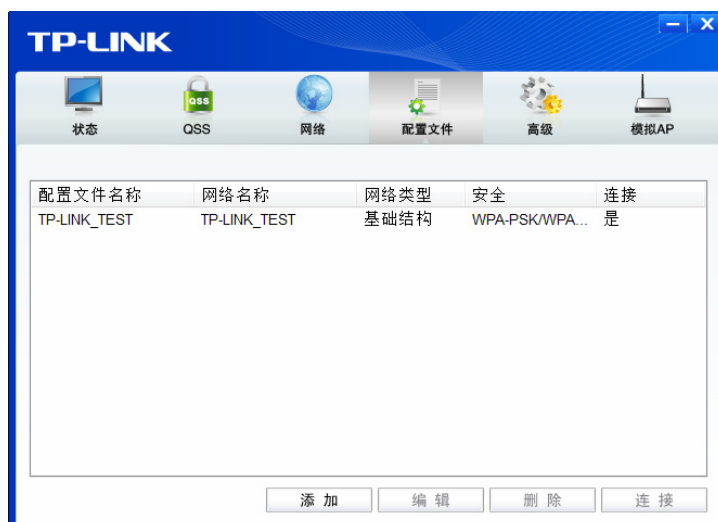 TP-LINK
状态 QSS 网络 配置文件 高级 模拟AP
配置文件名称 网络名称 网络类型 安全 连接
TP-LINK_TEST TP-LINK_TEST 基础结构 WPA-PSK/WPA... 是
添 加 编 辑 删 除 连 接